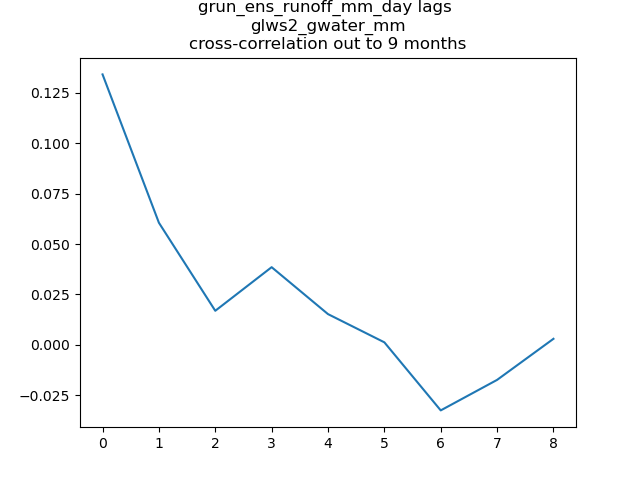 grun_ens_runoff_mm_day lags
glws2_gwater_mm
cross-correlation out to 9 months
0.125
0.100
0.075
0.050
0.025
0.000
−0.025
0 1 2 3 4 5 6 7 8